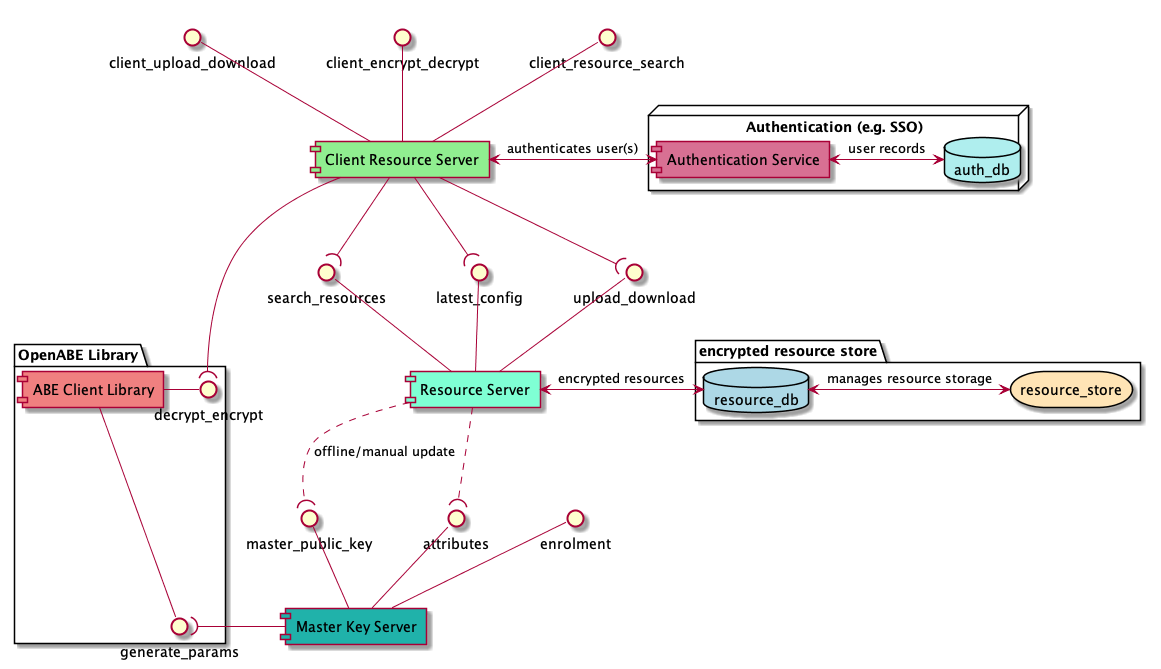 client_upload_download
client_encrypt_decrypt
client_resource_search
Authentication (e.g. SSO)
Client Resource Server
authenticates user(s)
Authentication Service
user records
auth_db
search_resources
latest_config
upload_download
OpenABE Library
encrypted resource store
ABE Client Library
decrypt_encrypt
Resource Server
encrypted resources
resource_db
manages resource storage
resource_store
offline/manual update
master_public_key
attributes
enrolment
Master Key Server
generate_params